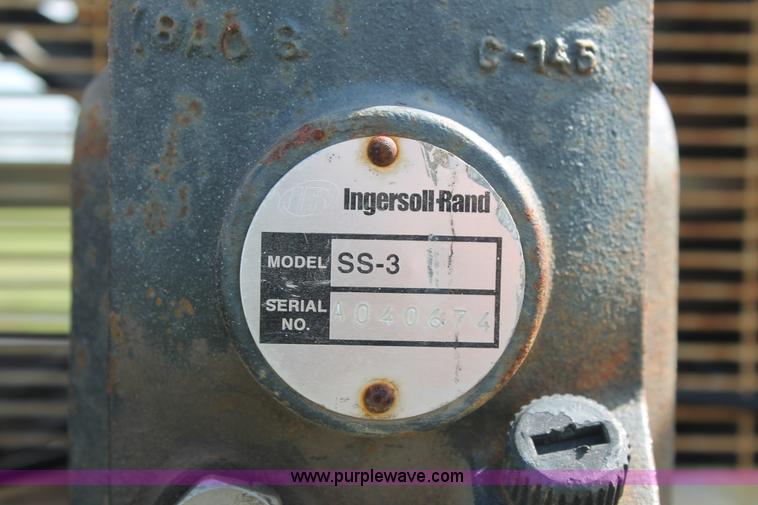 C-145
Ingersoll-Rand
MODEL SS-3
SERIAL NO. 4040674
www.purplewave.com